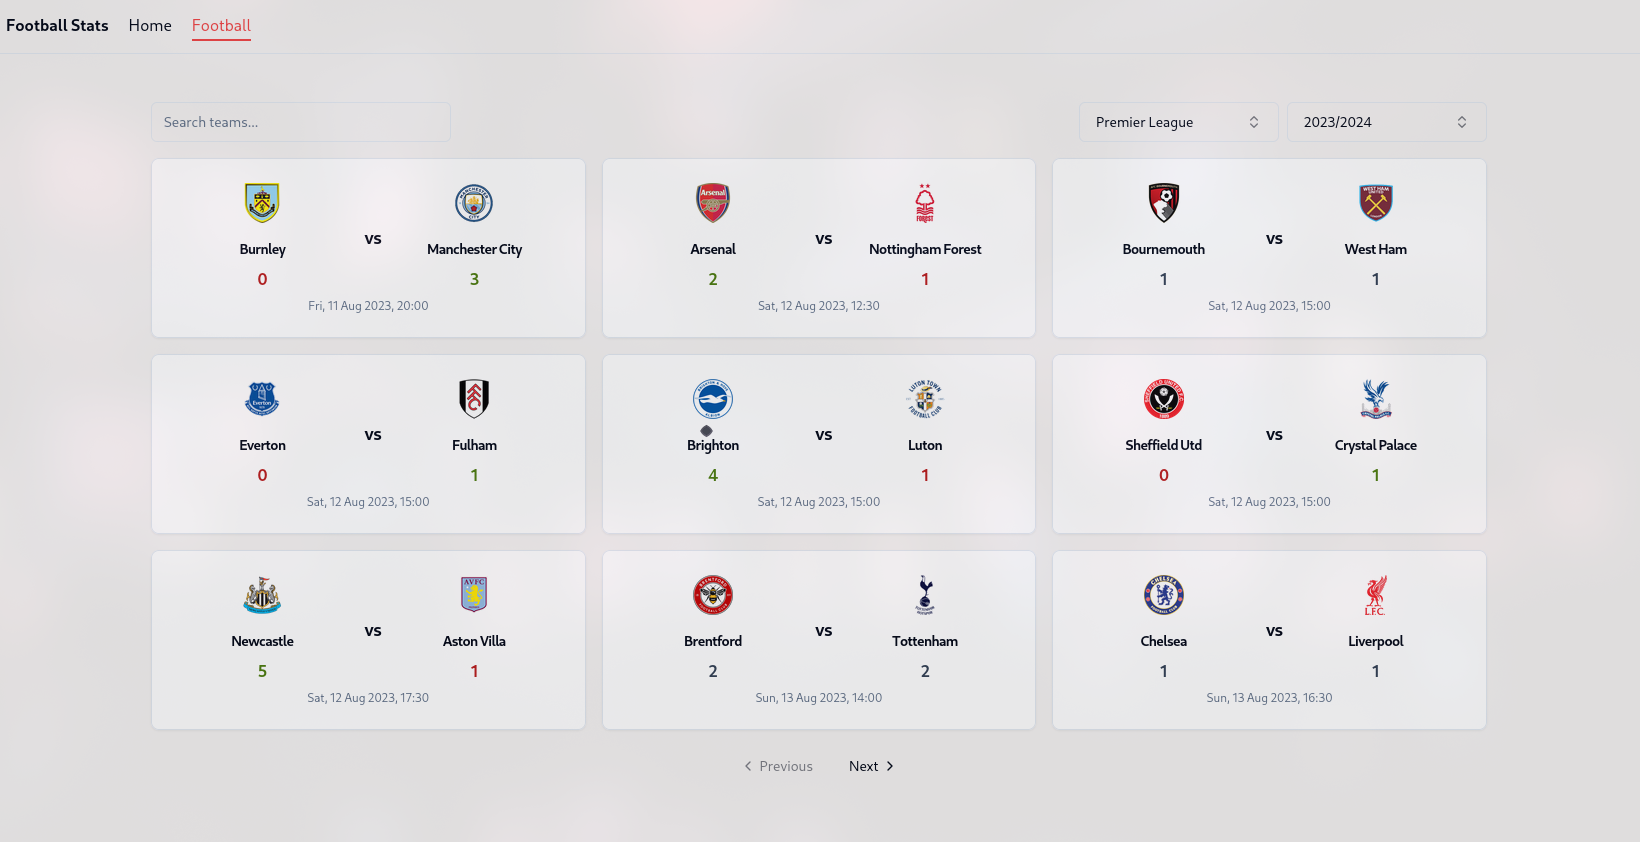 Football Stats Home Football
Search teams... Premier League 2023/2024
Burnley vs Manchester City
0 3
Fri, 11 Aug 2023, 20:00
Arsenal
Arsenal vs Nottingham Forest
2 1
Sat, 12 Aug 2023, 12:30
Bournemouth vs West Ham
1 1
Sat, 12 Aug 2023, 15:00
Everton vs Fulham
0 1
Sat, 12 Aug 2023, 15:00
Brighton vs Luton
4 1
Sat, 12 Aug 2023, 15:00
Sheffield Utd vs Crystal Palace
0 1
Sat, 12 Aug 2023, 15:00
Newcastle vs Aston Villa
5 1
Sat, 12 Aug 2023, 17:30
Brentford vs Tottenham
2 2
Sun, 13 Aug 2023, 14:00
Chelsea vs Liverpool
1 1
Sun, 13 Aug 2023, 16:30
Previous Next